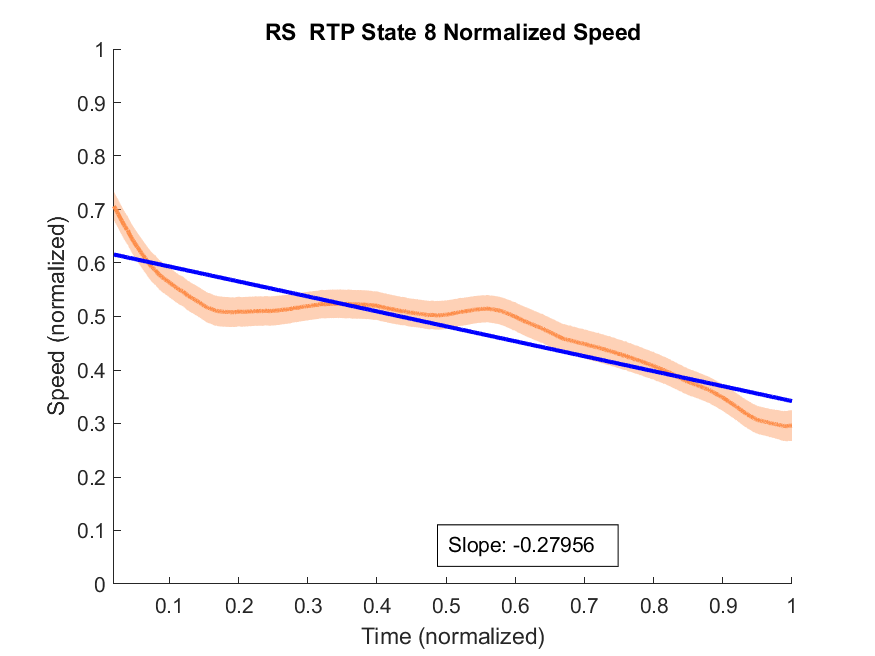 RS  RTP State 8 Normalized Speed
1
0.9
0.8
0.7
0.6
0.5
0.4
0.3
0.2
0.1
0
Speed (normalized)
Slope: -0.27956
0.1 0.2 0.3 0.4 0.5 0.6 0.7 0.8 0.9 1
Time (normalized)